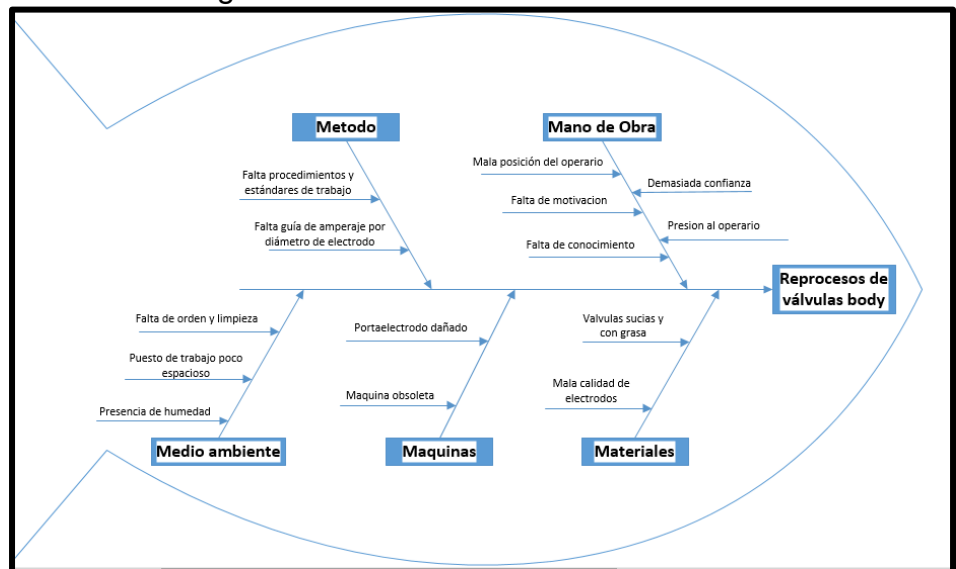 Metodo
Mano de Obra
Mala posición del operario
Falta procedimientos y
estándares de trabajo
Demasiada confianza
Falta de motivacion
Falta guía de amperaje por
diámetro de electrodo
Presion al operario
Falta de conocimiento
Reprocesos de
válvulas body
Falta de orden y limpieza
Portaelectrodo dañado
Valvulas sucias y
con grasa
Puesto de trabajo poco
espacioso
Maquina obsoleta
Mala calidad de
electrodos
Presencia de humedad
Medio ambiente
Maquinas
Materiales